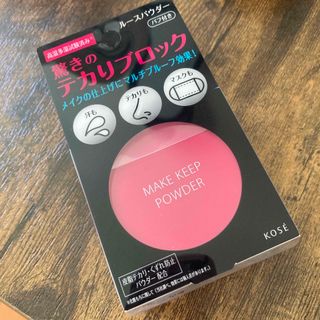 高温多湿試験済み*
ルースパウダー
パフ付き
驚きの
テカリブロック
メイクの仕上げにマルチプルーフ効果!
汗も
テカリも
マスクも
MAKE KEEP
POWDER
KOSÉ
皮脂テカリ・くずれ防止
パウダー配合